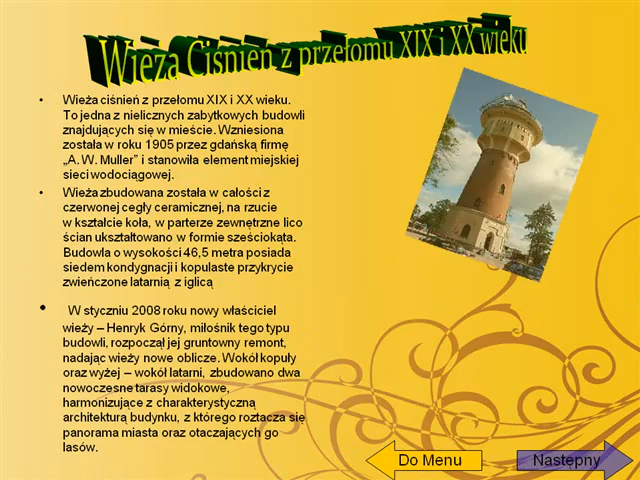 Wieża Ciśnień z przełomu XIX i XX wieku
• Wieża ciśnień z przełomu XIX i XX wieku.
To jedna z nielicznych zabytkowych budowli
znajdujących się w mieście. Wzniesiona
została w roku 1905 przez gdańską firmę
„A. W. Muller” i stanowiła element miejskiej
sieci wodociągowej.
• Wieża zbudowana została w całości z
czerwonej cegły ceramicznej, na rzucie
w kształcie koła, w parterze zewnętrzne lico
ścian ukształtowano w formie sześciokąta.
Budowla o wysokości 46,5 metra posiada
siedem kondygnacji i kopulaste przykrycie
zwieńczone latarnią z iglicą
• W styczniu 2008 roku nowy właściciel
wieży – Henryk Górny, miłośnik tego typu
budowli, rozpoczął jej gruntowny remont,
nadając wieży nowe oblicze. Wokół kopuły
oraz wyżej – wokół latarni, zbudowano dwa
nowoczesne tarasy widokowe,
harmonizujące z charakterystyczną
architekturą budynku, z którego roztacza się
panorama miasta oraz otaczających go
lasów.
Do Menu
Następny